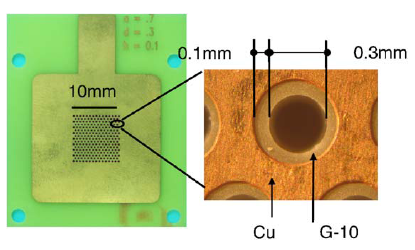 a = .7
d = .3
h = 0.1
10mm
0.1mm
0.3mm
Cu
G-10